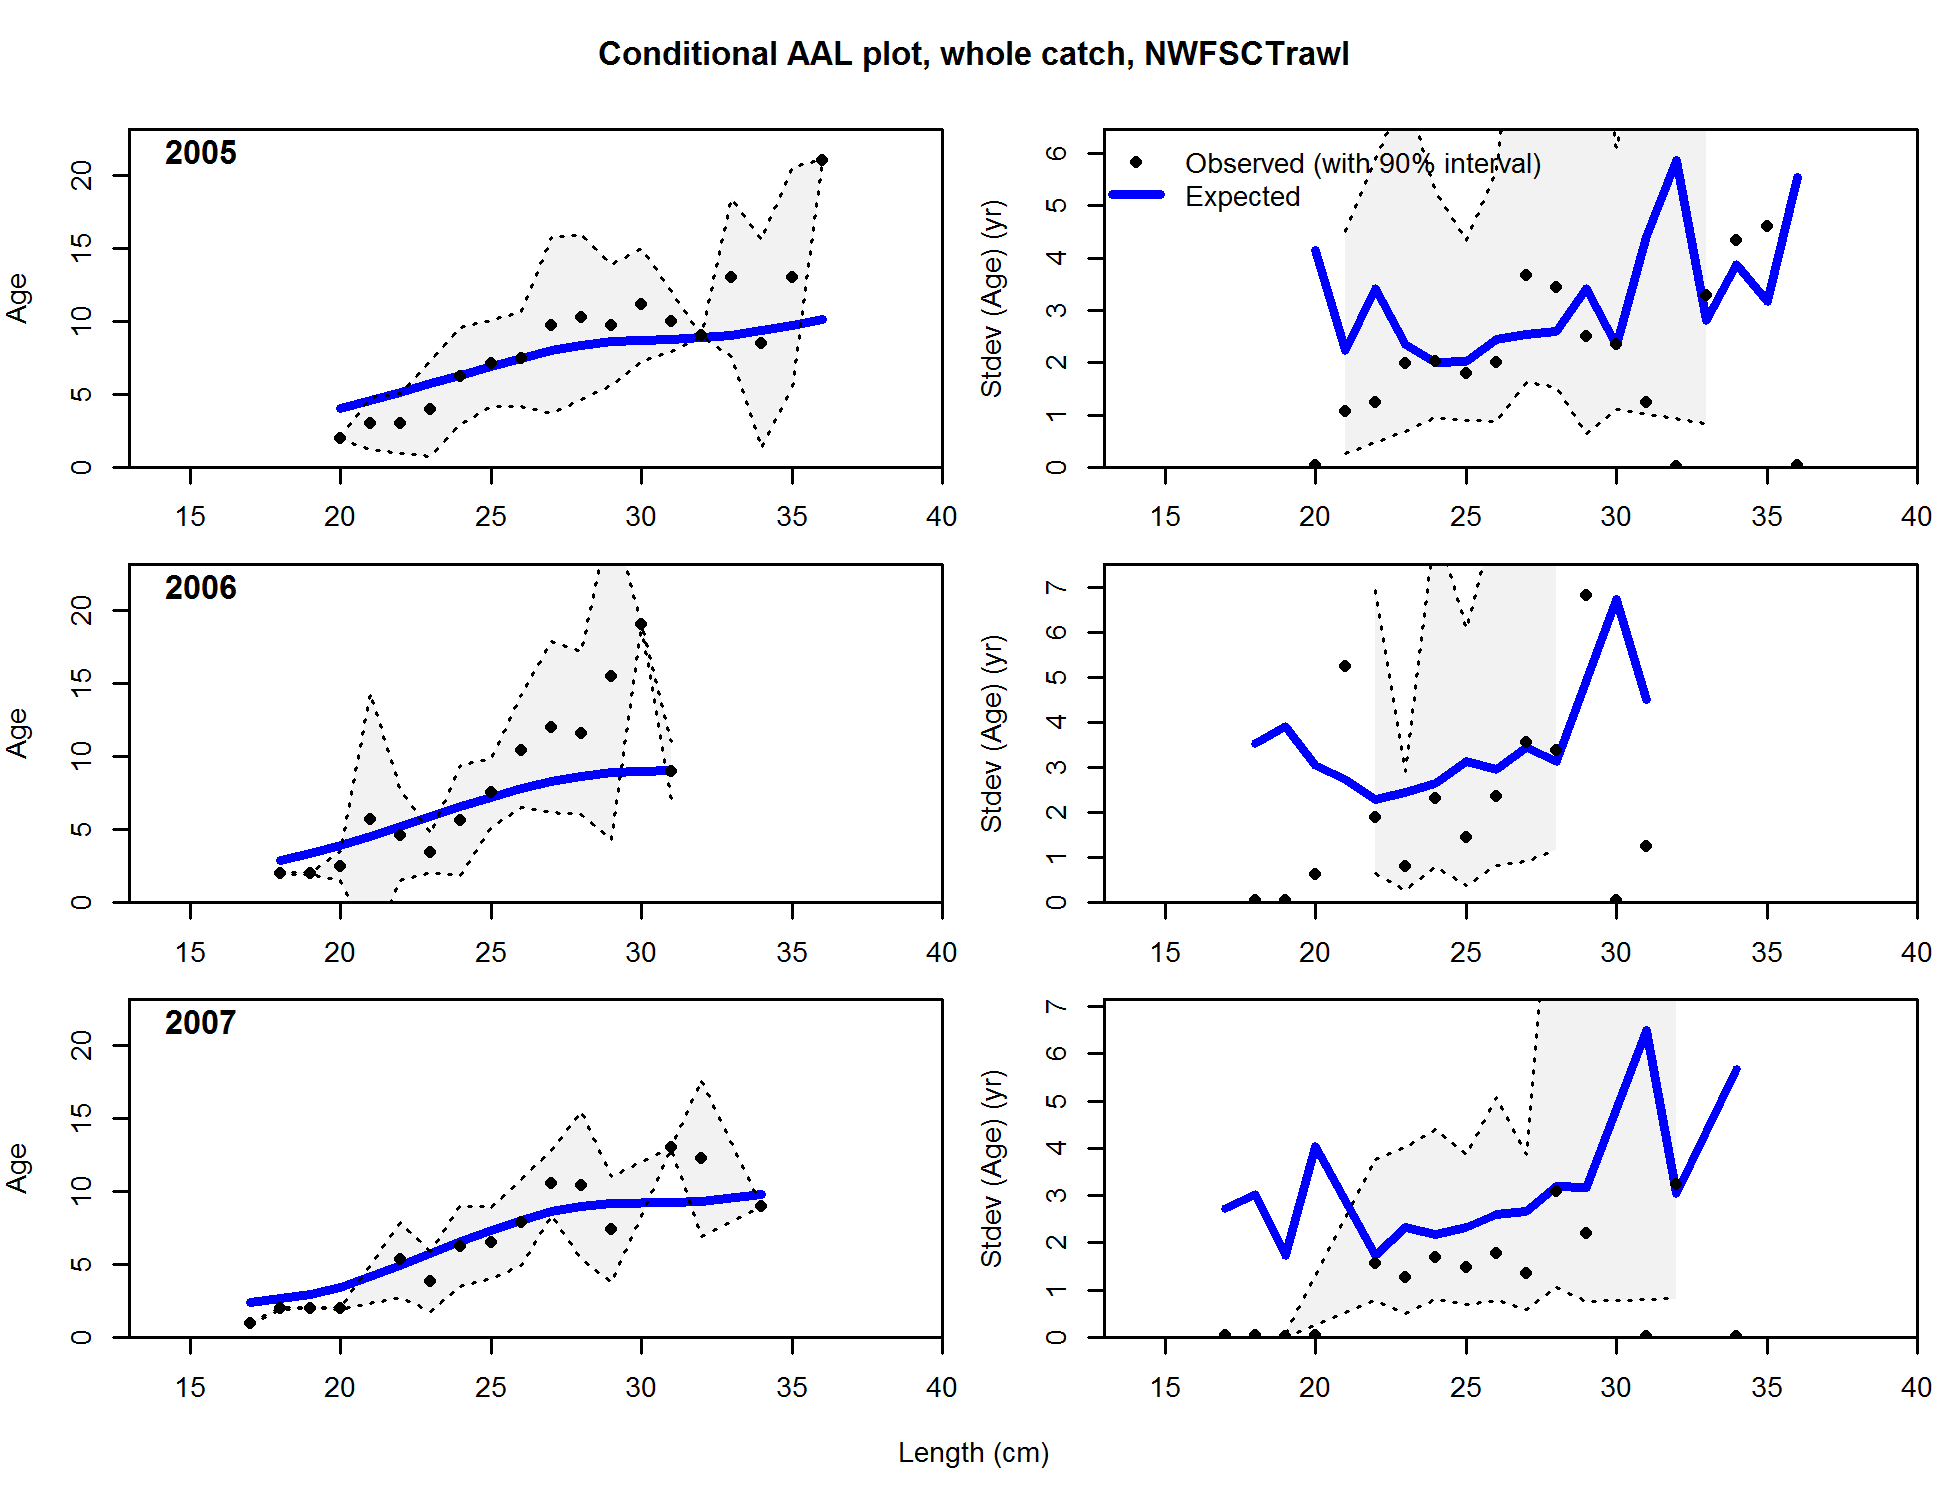 Conditional AAL plot, whole catch, NWFSCTrawl
2005
Age
0 5 10 15 20
15 20 25 30 35 40
Observed (with 90% interval)
Expected
Stdev (Age) (yr)
0 1 2 3 4 5 6
15 20 25 30 35 40
2006
Age
0 5 10 15 20
15 20 25 30 35 40
Stdev (Age) (yr)
0 1 2 3 4 5 6 7
15 20 25 30 35 40
2007
Age
0 5 10 15 20
15 20 25 30 35 40
Stdev (Age) (yr)
0 1 2 3 4 5 6 7
15 20 25 30 35 40
Length (cm)